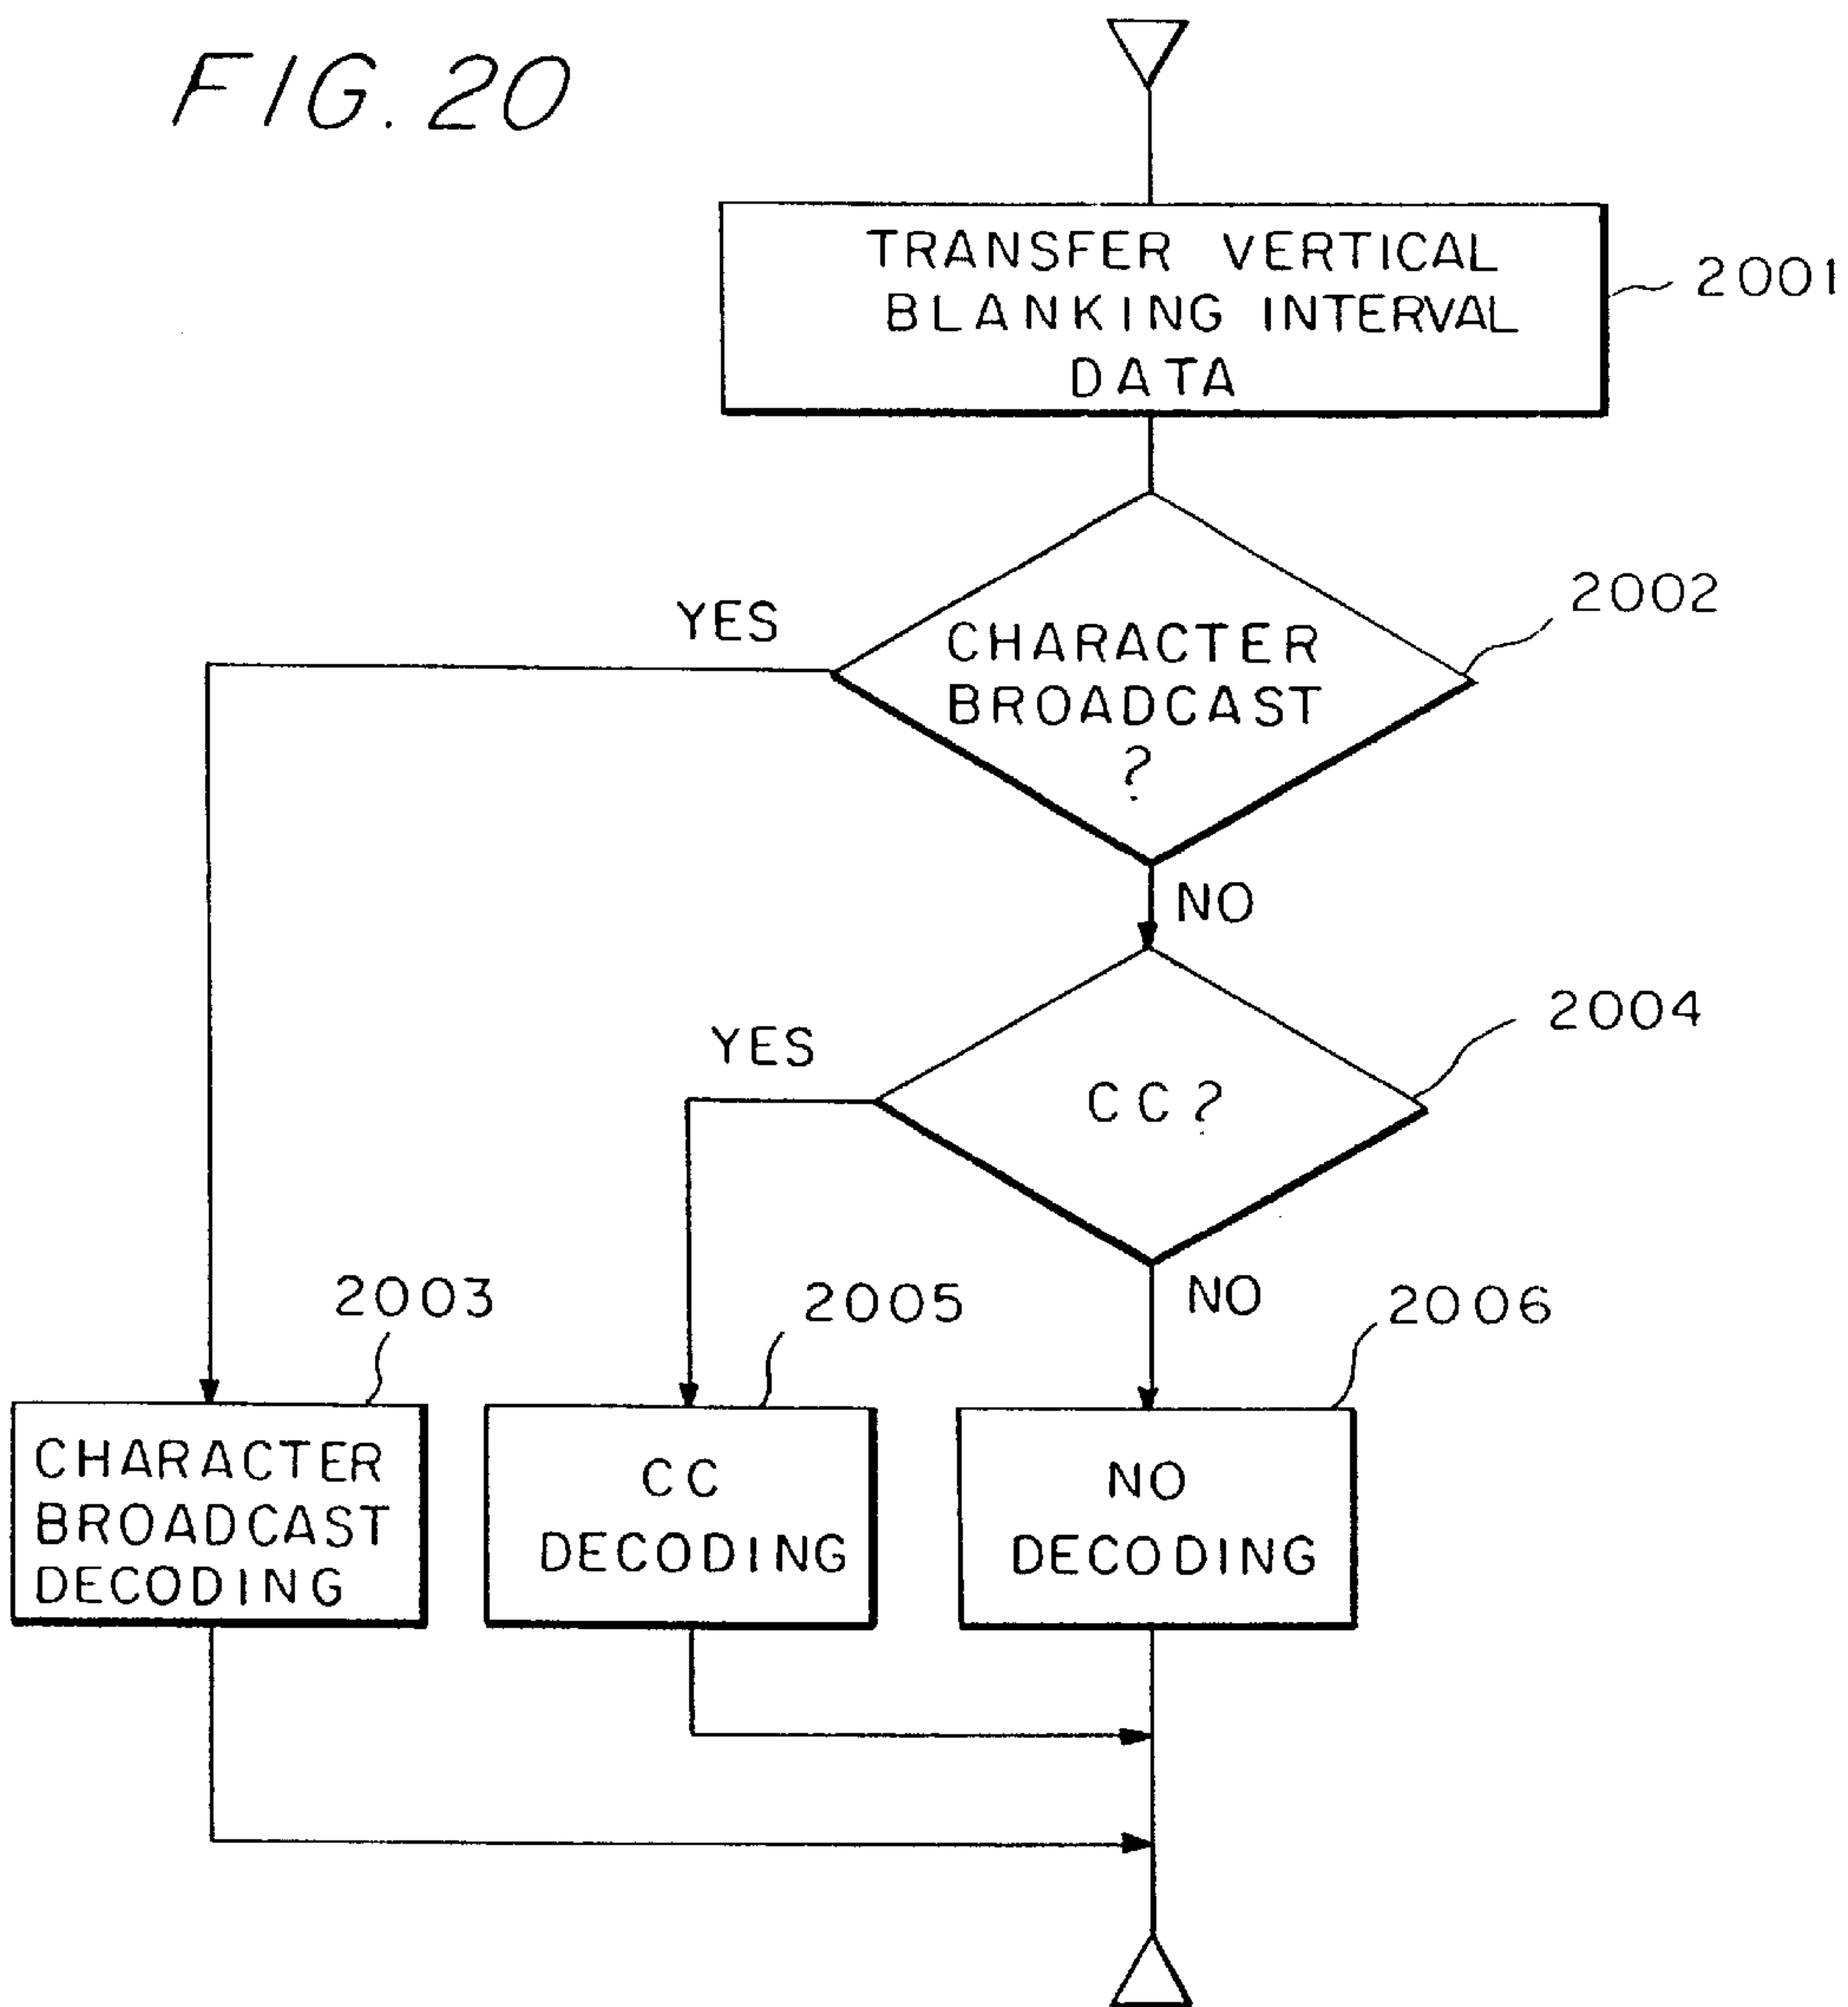 FIG. 20
TRANSFER VERTICAL
BLANKING INTERVAL
DATA
2001
YES
CHARACTER
BROADCAST
?
2002
NO
YES
CC?
2004
NO
2003
2005
2006
CHARACTER
BROADCAST
DECODING
CC
DECODING
NO
DECODING